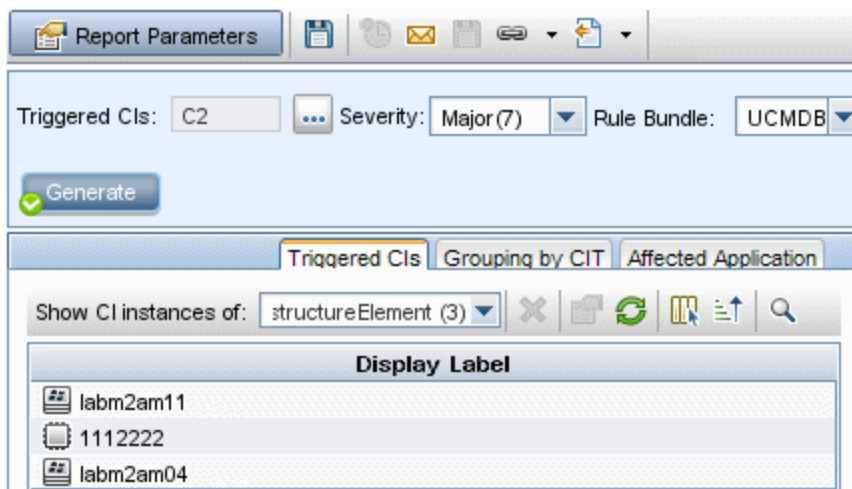 Report Parameters
Triggered CIs: C2 ... Severity: Major(7) Rule Bundle: UCMDB
Generate
Triggered CIs Grouping by CIT Affected Application
Show CI instances of: structureElement (3)
Display Label
labm2am11
1112222
labm2am04